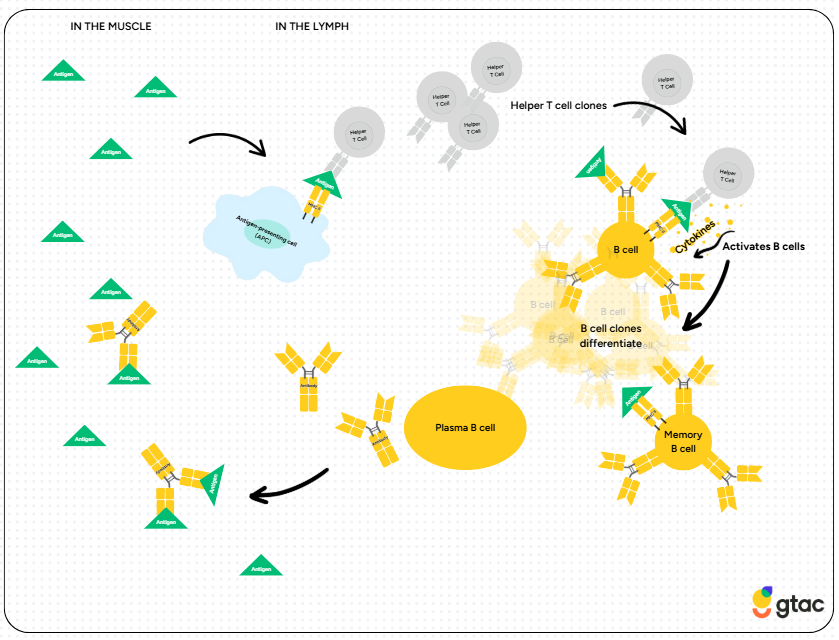 IN THE MUSCLE
IN THE LYMPH
Antigen
Antigen
Antigen
Antigen
Antigen
Antigen
Antigen
Antigen
Antigen
Antigen
Antigen
Helper
T Cell
Antigen
MHC-II
Antigen-presenting cell
(APC)
Helper
T Cell
Helper
T Cell
Helper
T Cell
Helper T cell clones
Helper
T Cell
Helper
T Cell
Antigen
Antigen
B cell
Cytokines
Activates B cells
B cell
B cell
B cell
B cell clones
differentiate
Antibody
Antibody
Antibody
Antibody
Plasma B cell
Antigen
MHC-II
Memory
B cell
gtac